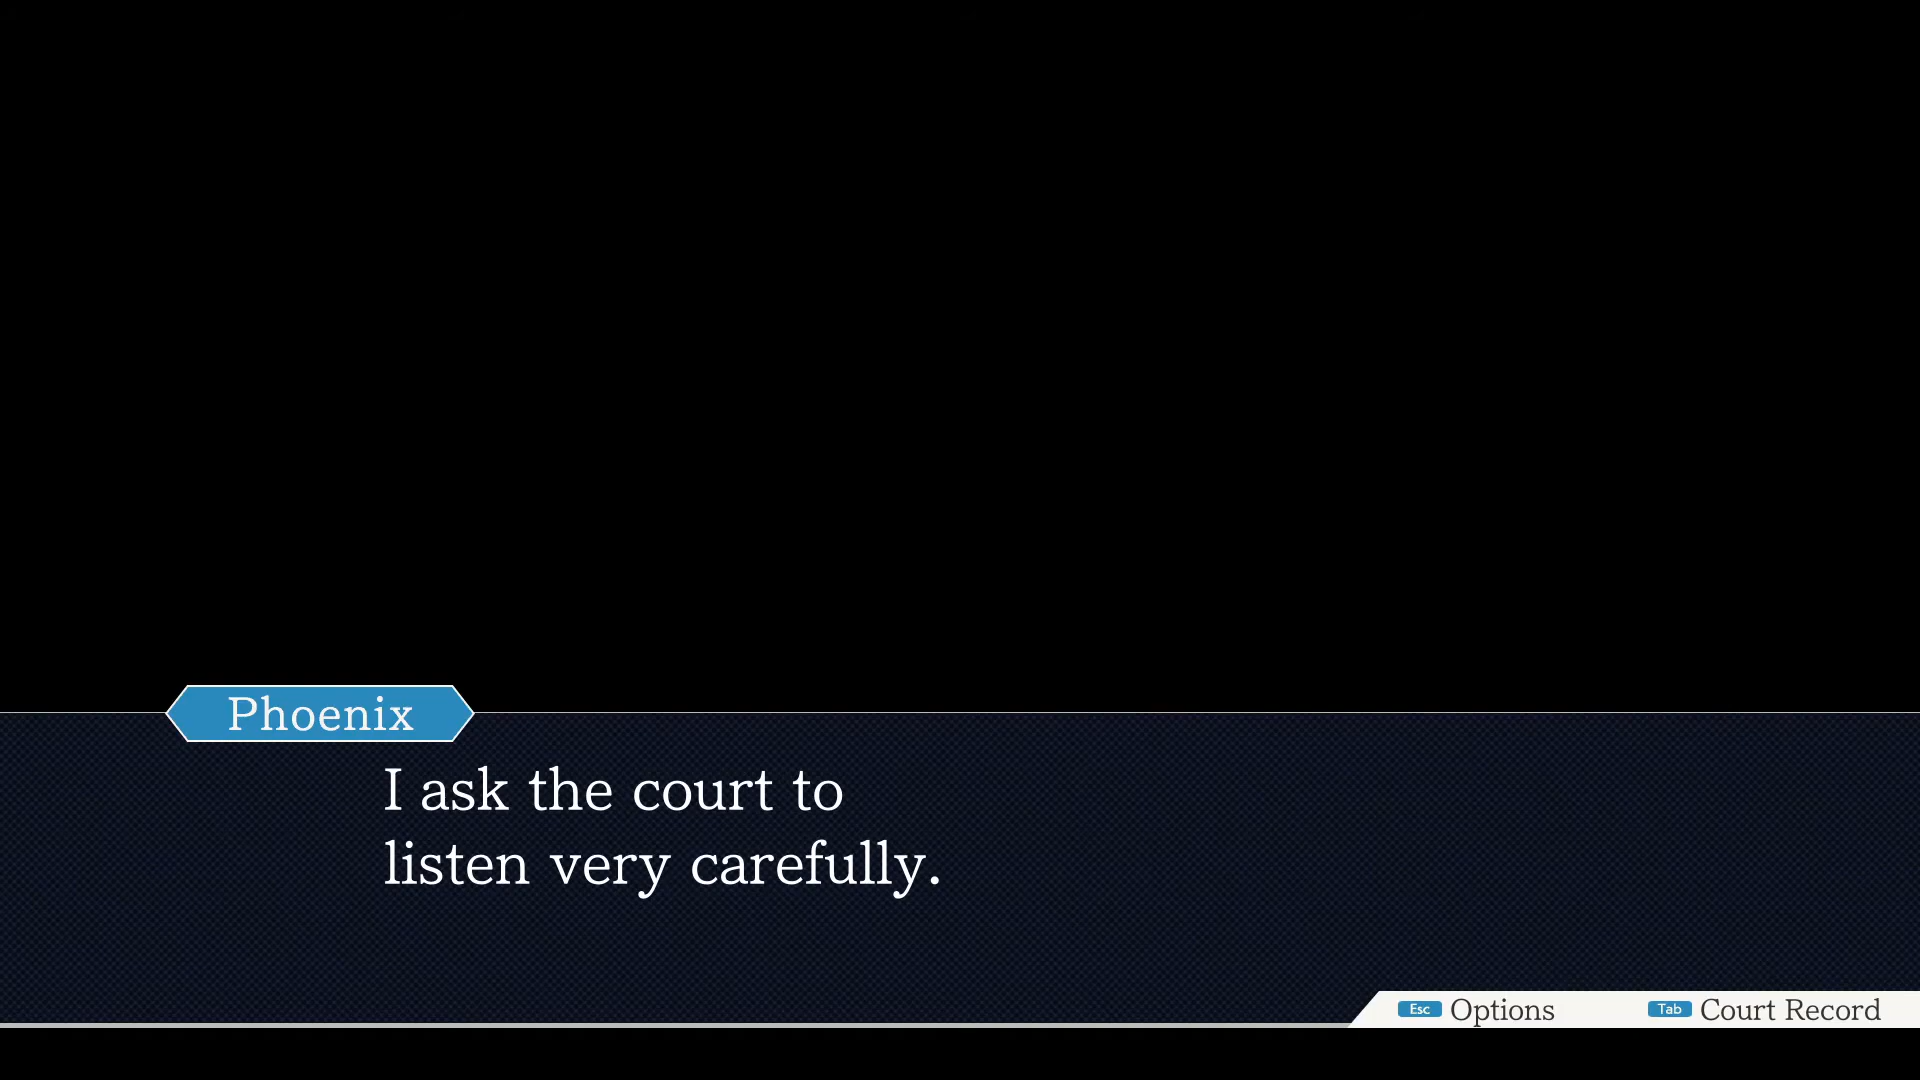 Phoenix
I ask the court to
listen very carefully.
Esc Options Tab Court Record